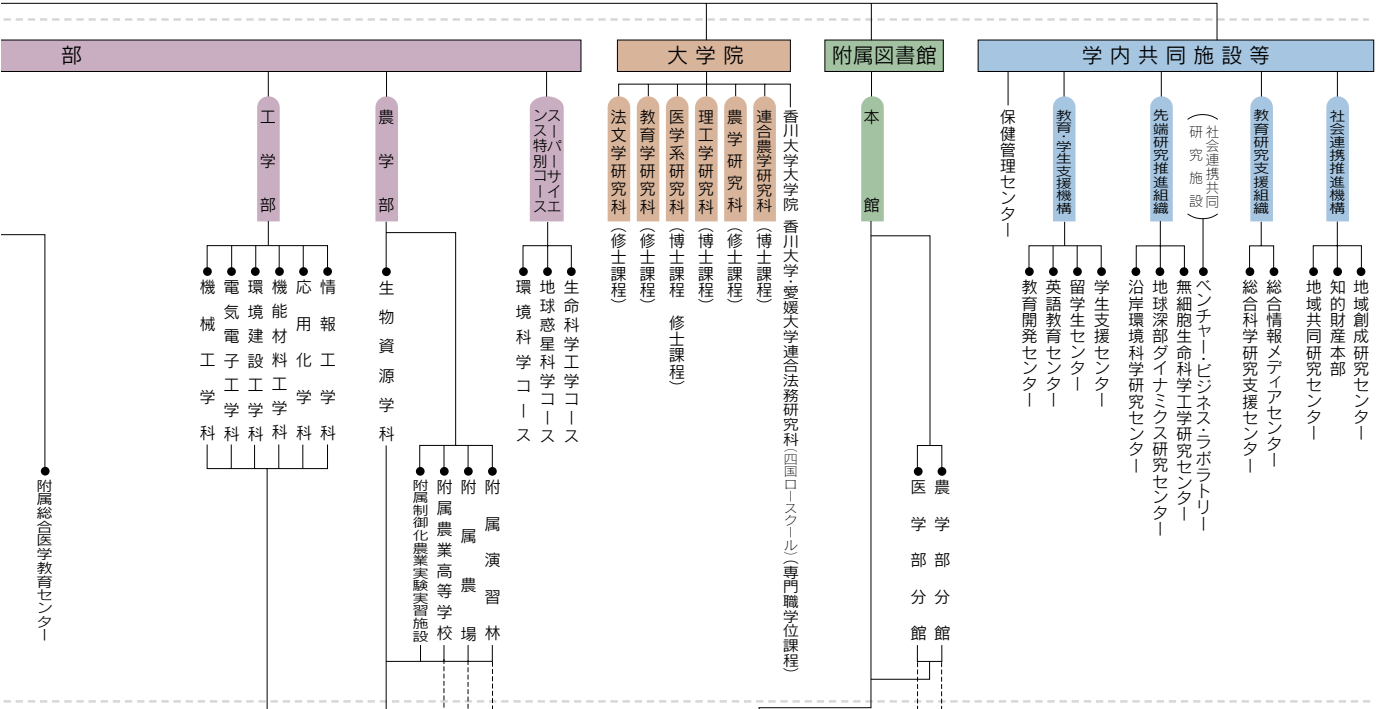 部
大学院
附属図書館
学内共同施設等
工学部
農学部
スーパーサイエ
ンス特別コース
法文学研究科（修士課程）
教育学研究科（修士課程）
医学系研究科（博士課程　修士課程）
理工学研究科（博士課程）
農学研究科（修士課程）
連合農学研究科（博士課程）
香川大学大学院　香川大学・愛媛大学連合法務研究科（四国ロースクール）（専門職学位課程）
本館
保健管理センター
教育・学生支援機構
先端研究推進組織
（社会連携共同
研究施設）
教育研究支援組織
社会連携推進機構
機械工学科
電気電子工学科
環境建設工学科
機能材料工学科
応用化学科
情報工学科
生物資源学科
環境科学コース
地球惑星科学コース
生命科学工学コース
教育開発センター
英語教育センター
留学生センター
学生支援センター
沿岸環境科学研究センター
地球深部ダイナミクス研究センター
無細胞生命科学工学研究センター
ベンチャー・ビジネス・ラボラトリー
総合科学研究支援センター
総合情報メディアセンター
地域共同研究センター
知的財産本部
地域創成研究センター
附属総合医学教育センター
附属制御化農業実験実習施設
附属農業高等学校
附属農場
附属演習林
医学部分館
農学部分館